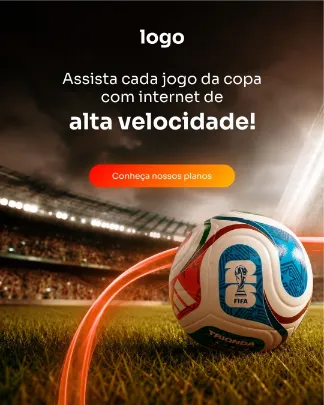 logo
Assista cada jogo da copa
com internet de
alta velocidade!
Conheça nossos planos
FIFA
TRIONDA